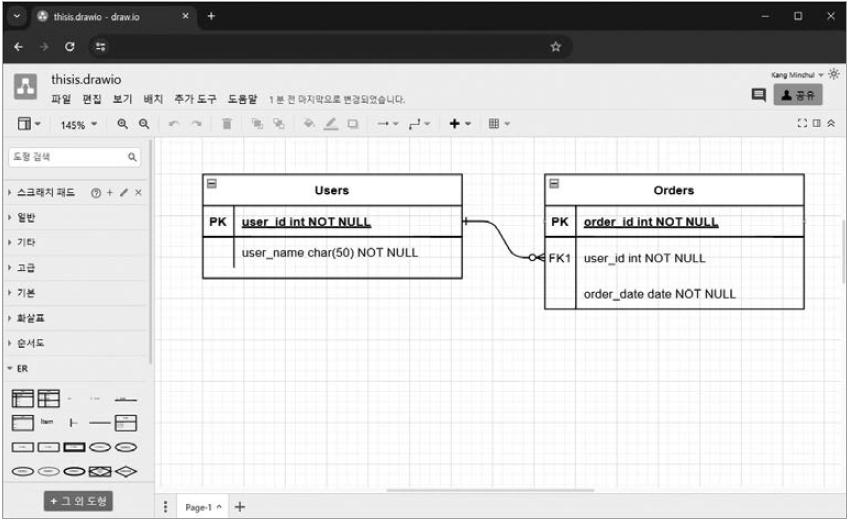 thisis.drawio - draw.io
Kang Minchul
thisis.drawio
파일 편집 보기 배치 추가 도구 도움말 1 분 전 마지막으로 변경되었습니다.
공유
145%
도형 검색
스크래치 패드
일반
기타
고급
기본
화살표
순서도
ER
Item
+ 그 외 도형
Users
PK user_id int NOT NULL
user_name char(50) NOT NULL
Orders
PK order_id int NOT NULL
FK1 user_id int NOT NULL
order_date date NOT NULL
Page-1